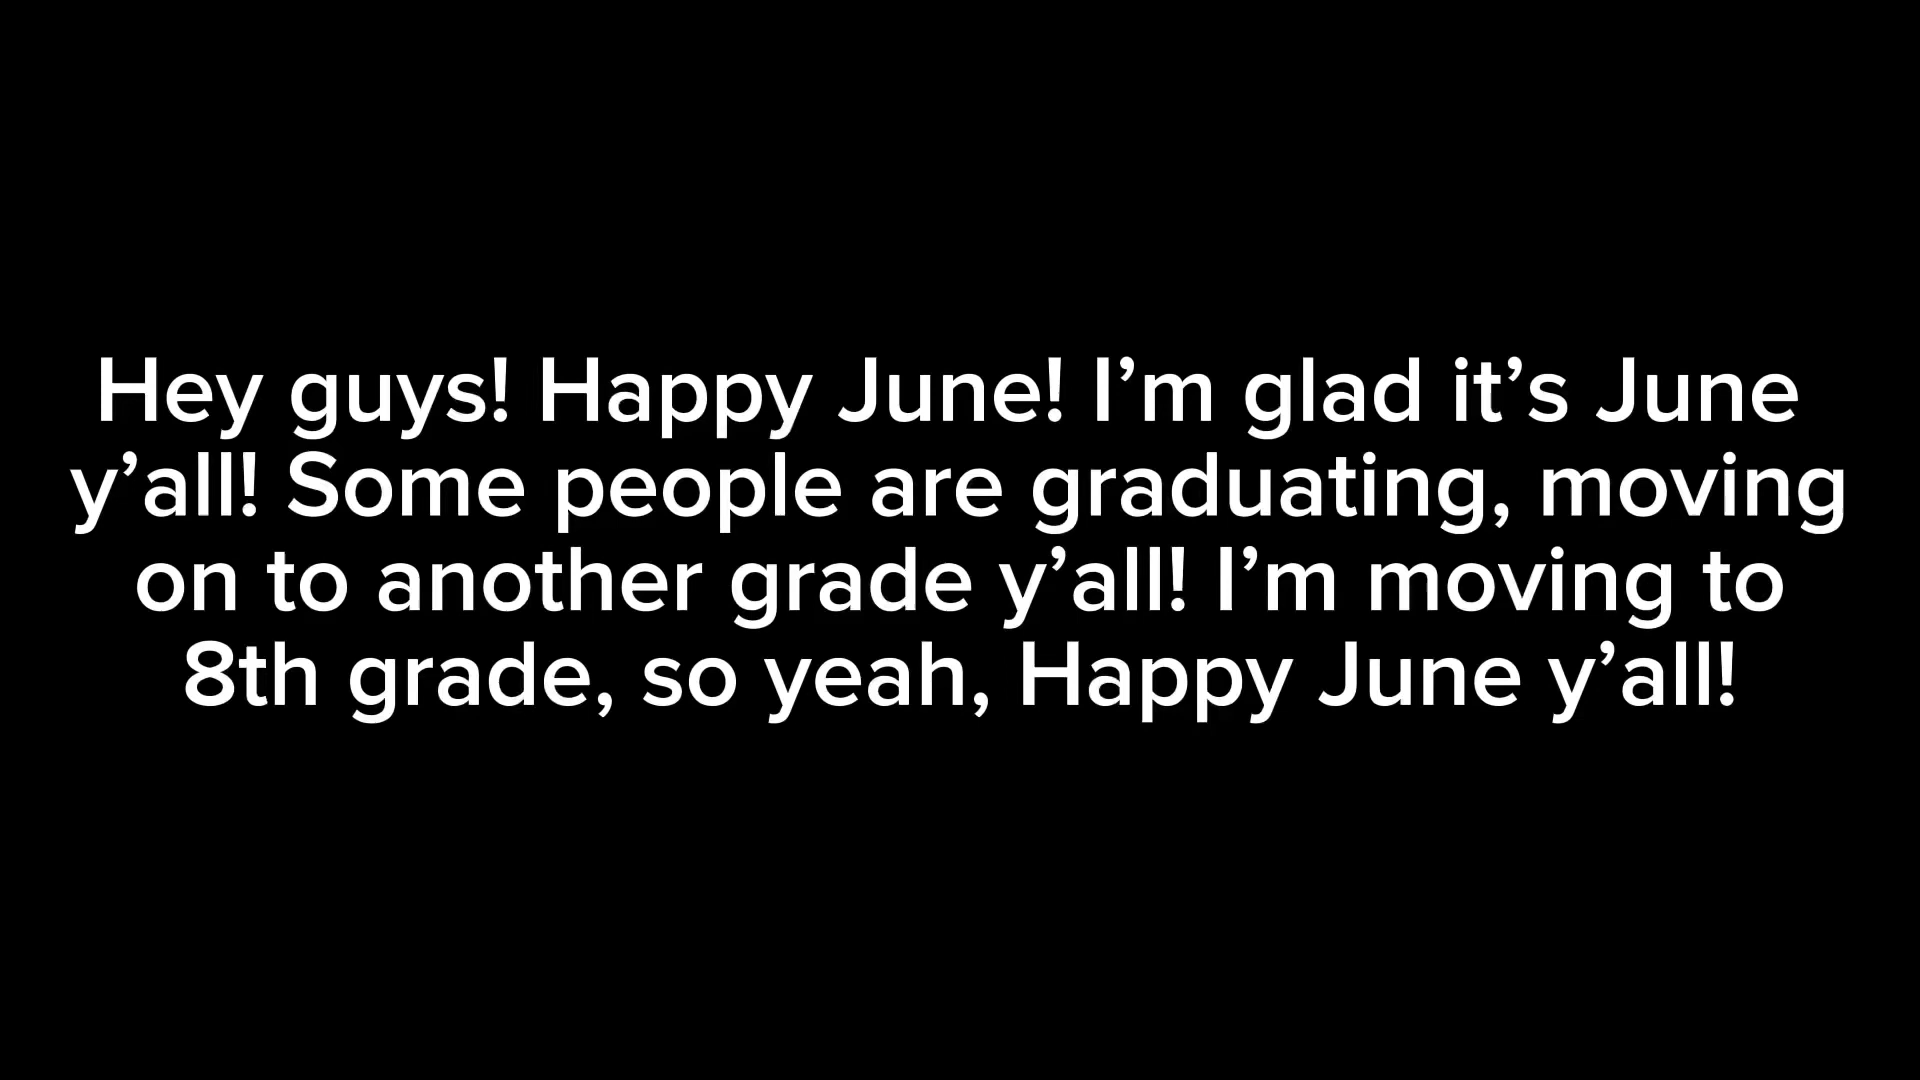 Hey guys! Happy June! I’m glad it’s June
y’all! Some people are graduating, moving
on to another grade y’all! I’m moving to
8th grade, so yeah, Happy June y’all!